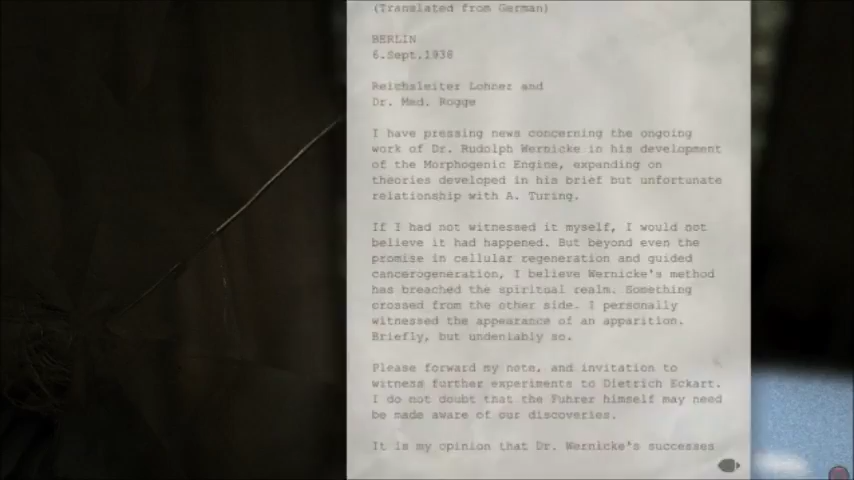 (Translated from German)
BERLIN
6.Sept.1938
Reichsleiter Lohner and
Dr. Med. Rogge
I have pressing news concerning the ongoing
work of Dr. Rudolph Wernicke in his development
of the Morphogenic Engine, expanding on
theories developed in his brief but unfortunate
relationship with A. Turing.
If I had not witnessed it myself, I would not
believe it had happened. But beyond even the
promise in cellular regeneration and guided
cancerogeneration, I believe Wernicke's method
has breached the spiritual realm. Something
crossed from the other side. I personally
witnessed the appearance of an apparition.
Briefly, but undeniably so.
Please forward my note, and invitation to
witness further experiments to Dietrich Eckart.
I do not doubt that the Fuhrer himself may need
be made aware of our discoveries.
It is my opinion that Dr. Wernicke's successes